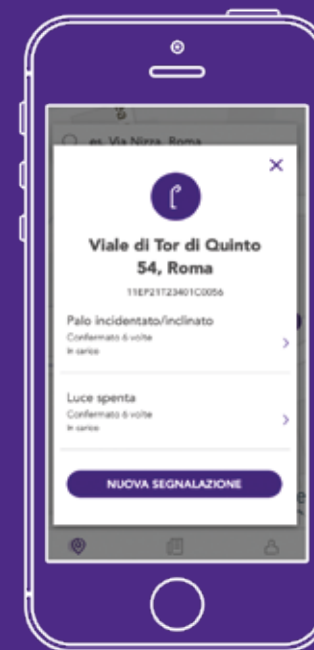 es. Via Nizza, Roma
Viale di Tor di Quinto
54, Roma
11EP21T23401C0056
Palo incidentato/inclinato
Confermato 6 volte
In carico
Luce spenta
Confermato 6 volte
In carico
NUOVA SEGNALAZIONE